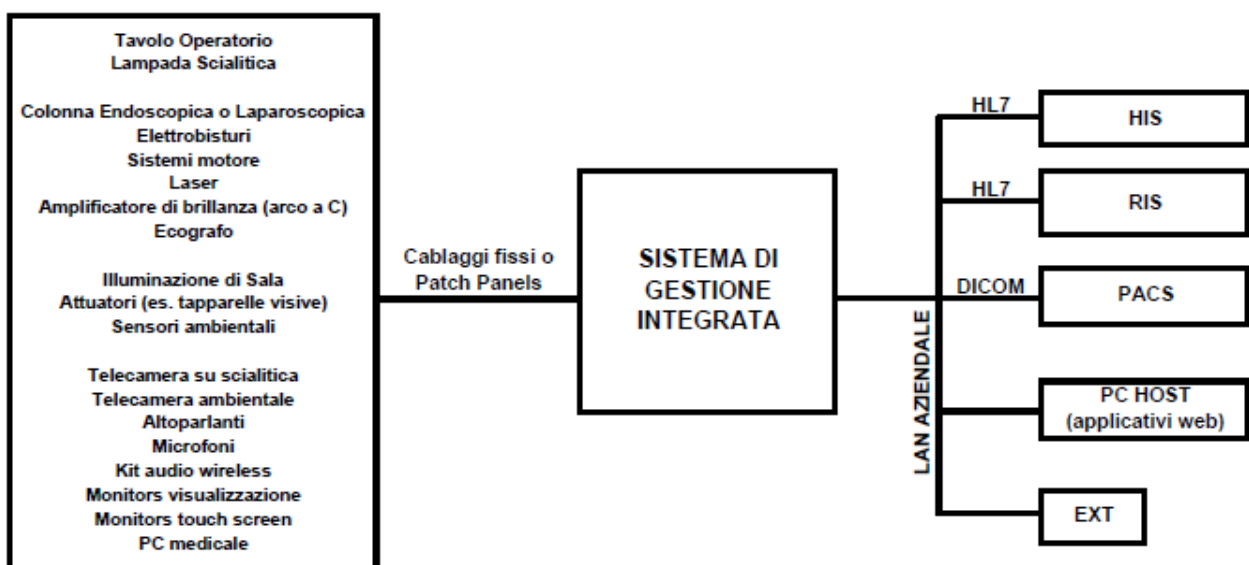 Tavolo Operatorio
Lampada Scialitica
Colonna Endoscopica o Laparoscopica
Elettrobisturi
Sistemi motore
Laser
Amplificatore di brillanza (arco a C)
Ecografo
Illuminazione di Sala
Attuatori (es. tapparelle visive)
Sensori ambientali
Telecamera su scialitica
Telecamera ambientale
Altoparlanti
Microfoni
Kit audio wireless
Monitors visualizzazione
Monitors touch screen
PC medicale
Cablaggi fissi o
Patch Panels
SISTEMA DI
GESTIONE
INTEGRATA
LAN AZIENDALE
HL7
HIS
HL7
RIS
DICOM
PACS
PC HOST
(applicativi web)
EXT